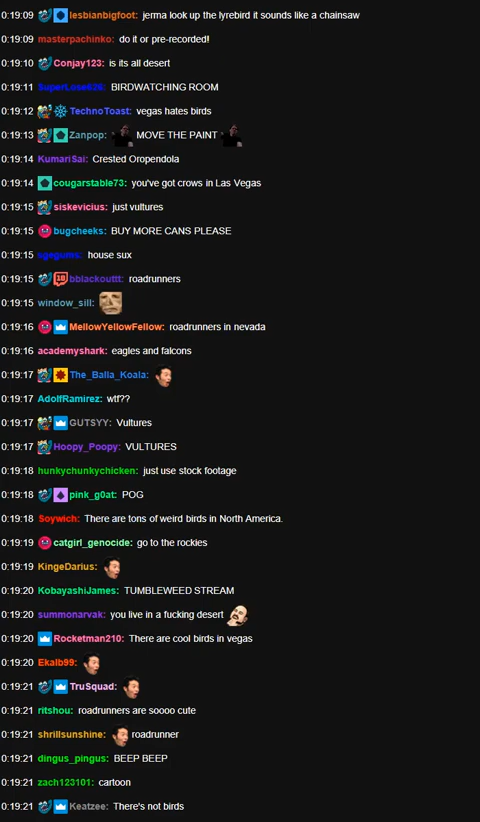 0:19:09 lesbianbigfoot: jerma look up the lyrebird it sounds like a chainsaw
0:19:09 masterpachinko: do it or pre-recorded!
0:19:10 Conjay123: is its all desert
0:19:11 SuperLose626: BIRDWATCHING ROOM
0:19:12 TechnoToast: vegas hates birds
0:19:13 Zanpop: MOVE THE PAINT
0:19:14 KumariSai: Crested Oropendola
0:19:14 cougarstable73: you've got crows in Las Vegas
0:19:15 siskevicius: just vultures
0:19:15 bugcheeks: BUY MORE CANS PLEASE
0:19:15 house sux
0:19:15 bblackouttt: roadrunners
0:19:15 window_sill:
0:19:16 MellowYellowFellow: roadrunners in nevada
0:19:16 academyshark: eagles and falcons
0:19:17 The_Balla_Koala:
0:19:17 AdolfRamirez: wtf??
0:19:17 GUTSYY: Vultures
0:19:17 Hoopy_Poopy: VULTURES
0:19:18 hunkychunkychicken: just use stock footage
0:19:18 pink_g0at: POG
0:19:18 Soywich: There are tons of weird birds in North America.
0:19:19 catgirl_genocide: go to the rockies
0:19:19 KingeDarius:
0:19:20 KobayashiJames: TUMBLEWEED STREAM
0:19:20 summonarvak: you live in a fucking desert
0:19:20 Rocketman210: There are cool birds in vegas
0:19:20 Ekalb99:
0:19:21 TruSquad:
0:19:21 ritshou: roadrunners are soooo cute
0:19:21 shrillsunshine: roadrunner
0:19:21 dingus_pingus: BEEP BEEP
0:19:21 zach123101: cartoon
0:19:21 Keatzee: There's not birds